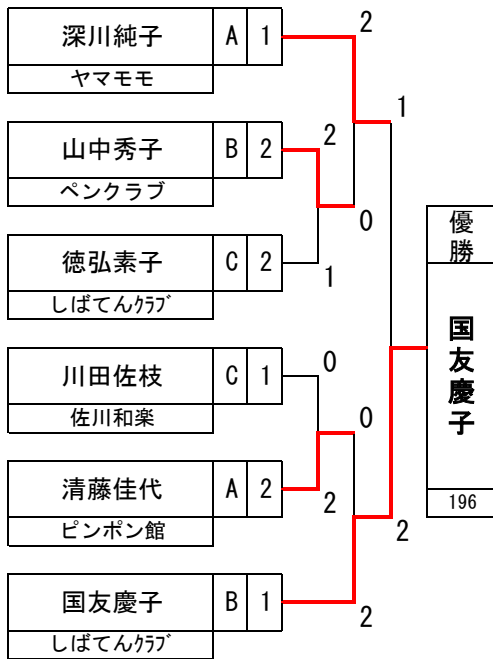 深川純子 A 1
ヤマモモ
2
1
山中秀子 B 2
ペンクラブ
2
0
徳弘素子 C 2
しばてんｸﾗﾌﾞ
1
川田佐枝 C 1
佐川和楽
0
0
清藤佳代 A 2
ピンポン館
2
2
国友慶子 B 1
しばてんｸﾗﾌﾞ
2
優勝
国友慶子
196